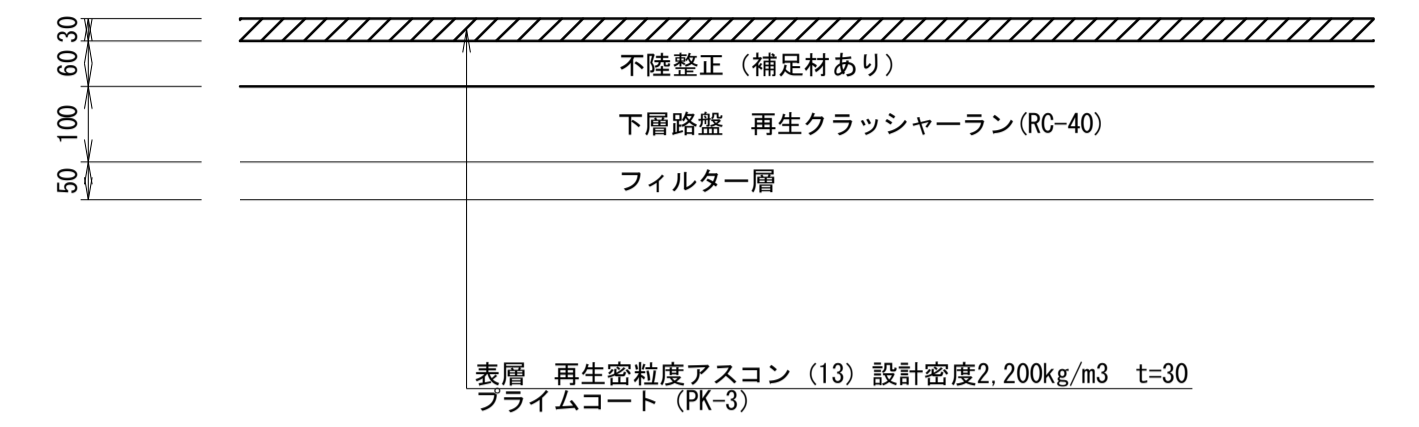 30
60
不陸整正（補足材あり）
100
下層路盤　再生クラッシャーラン(RC-40)
50
フィルター層
表層　再生密粒度アスコン（13）設計密度2,200kg/m3　t=30
プライムコート（PK-3）